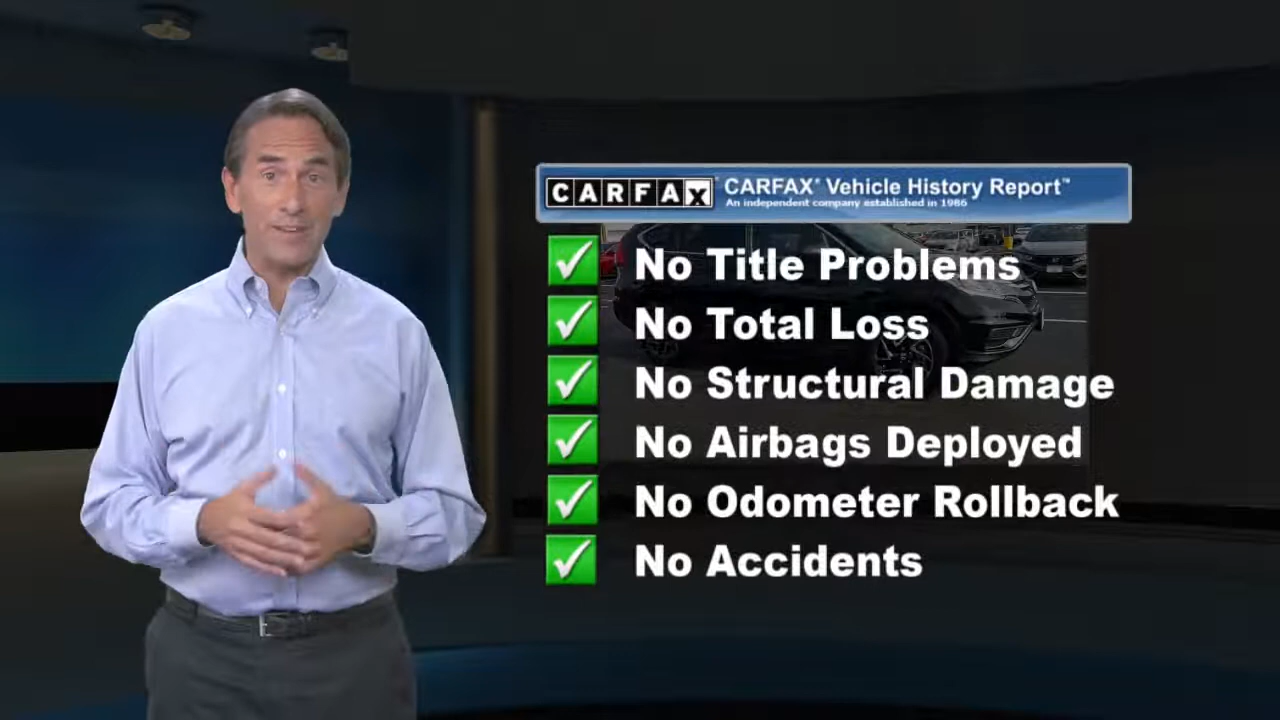 CARFAX® CARFAX® Vehicle History Report™
An independent company established in 1986
No Title Problems
No Total Loss
No Structural Damage
No Airbags Deployed
No Odometer Rollback
No Accidents